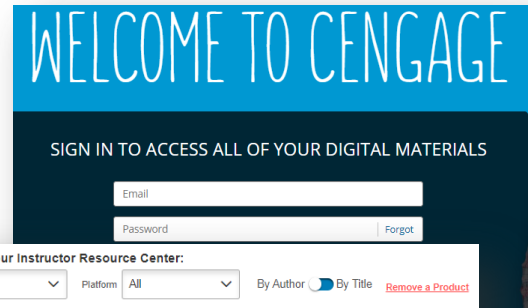 WELCOME TO CENGAGE
SIGN IN TO ACCESS ALL OF YOUR DIGITAL MATERIALS
Email
Password Forgot
our Instructor Resource Center:
Platform All By Author By Title Remove a Product